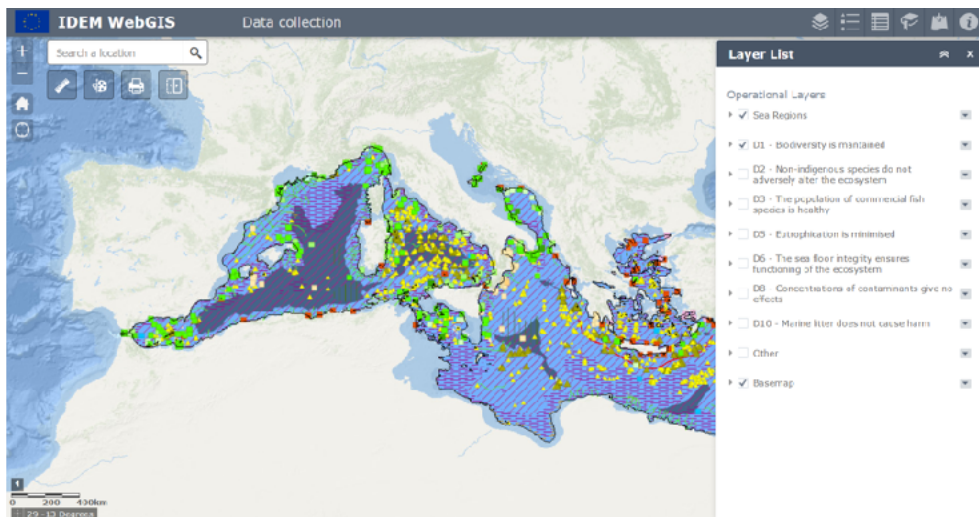 IDEM WebGIS
Data collection
Search a location
Layer List
Operational Layers
Sea Regions
D1 - Biodiversity is maintained
D2 - Non-indigenous species do not
adversely alter the ecosystem
D3 - The population of commercial fish
species is healthy
D5 - Eutrophication is minimised
D6 - The sea floor integrity ensures
functioning of the ecosystem
D8 - Concentrations of contaminants give no
effects
D10 - Marine litter does not cause harm
Other
Basemap
0 200 400km
Degrees